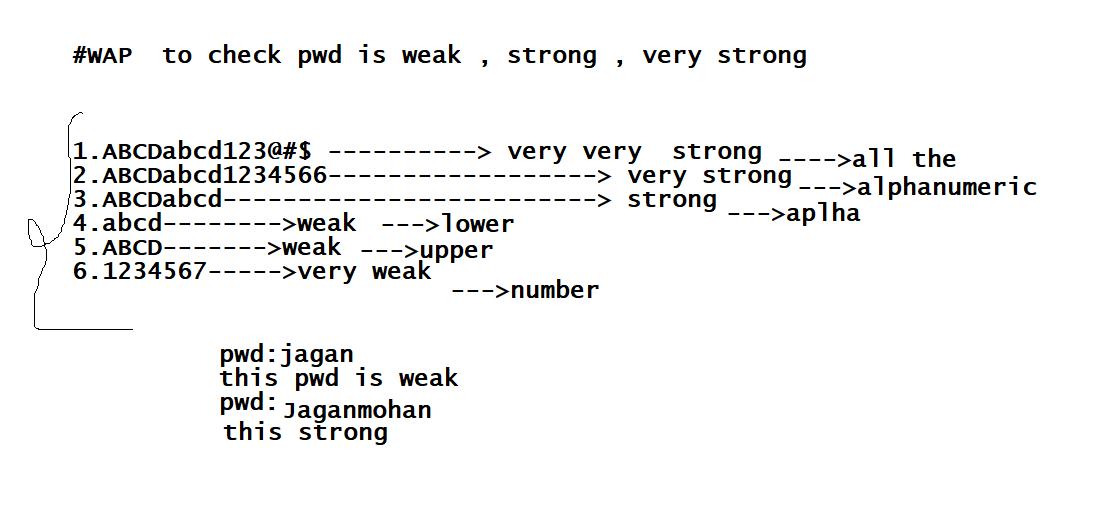 #WAP  to check pwd is weak , strong , very strong
1.ABCDabcd123@#$ ----------> very very  strong ---->all the
2.ABCDabcd1234566------------------> very strong --->alphanumeric
3.ABCDabcd-------------------------> strong --->aplha
4.abcd-------->weak --->lower
5.ABCD------->weak --->upper
6.1234567----->very weak --->number
pwd:jagan
this pwd is weak
pwd: Jaganmohan
this strong